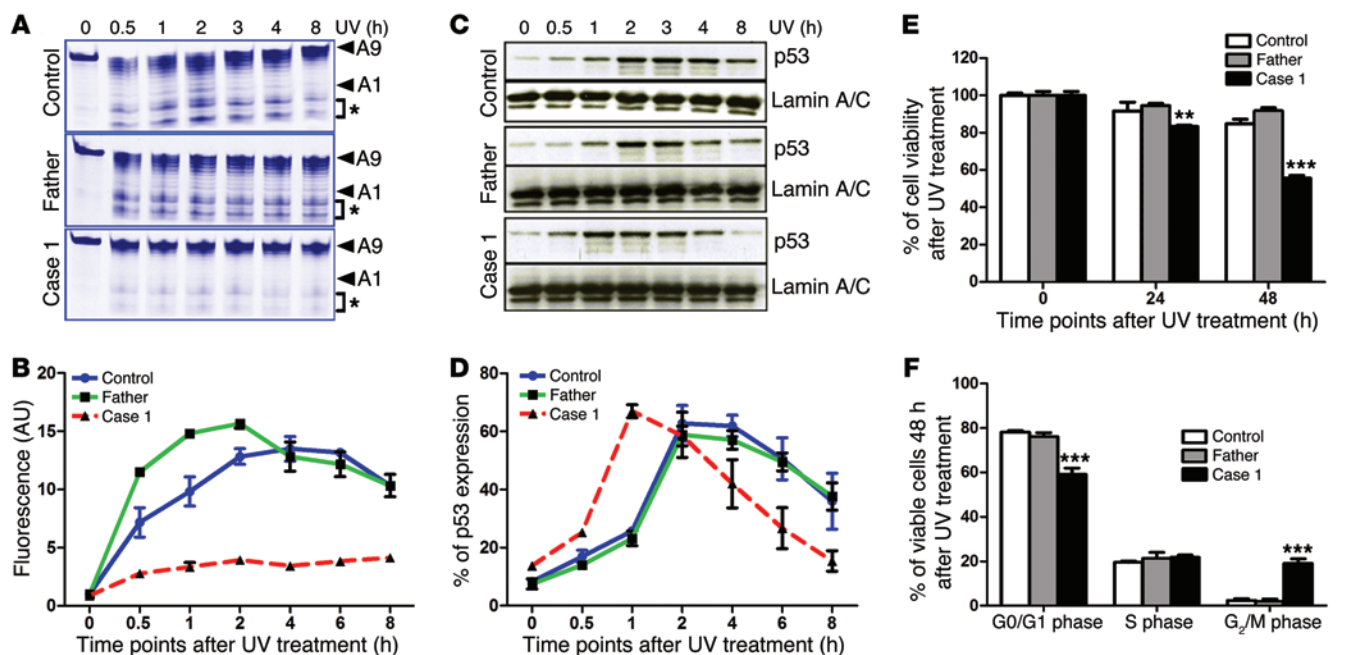 A
0 0.5 1 2 3 4 8 UV (h)
Control
A9
A1
*
Father
A9
A1
*
Case 1
A9
A1
*
B
20
15
10
5
0
Fluorescence (AU)
Control
Father
Case 1
0 0.5 1 2 4 6 8
Time points after UV treatment (h)
C
0 0.5 1 2 3 4 8 UV (h)
Control
p53
Lamin A/C
Father
p53
Lamin A/C
Case 1
p53
Lamin A/C
D
80
60
40
20
0
% of p53 expression
Control
Father
Case 1
0 0.5 1 2 4 6 8
Time points after UV treatment (h)
E
120
100
80
60
40
20
0
% of cell viability
after UV treatment
Control
Father
Case 1
**
***
0 24 48
Time points after UV treatment (h)
F
100
80
60
40
20
0
% of viable cells 48 h
after UV treatment
Control
Father
Case 1
***
***
G0/G1 phase S phase G₂/M phase